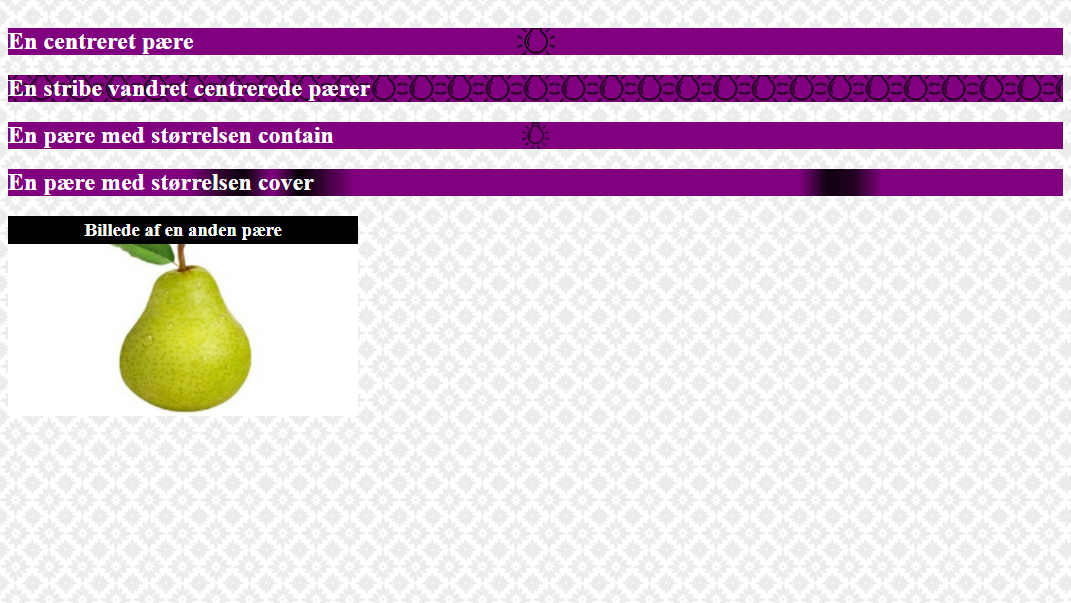 En centreret pære
En stribe vandret centrerede pærer
En pære med størrelsen contain
En pære med størrelsen cover
Billede af en anden pære